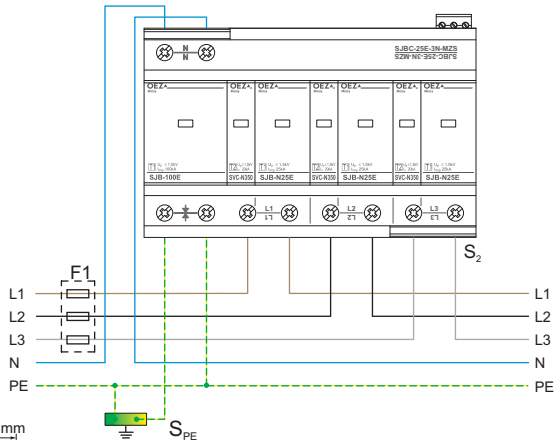 N
N
SJBC-25E-3N-MZS
SJBC-25E-3N-MZS
OEZ OEZ OEZ OEZ OEZ OEZ OEZ
SJB-100E SVC-N350 SJB-N25E SVC-N350 SJB-N25E SVC-N350 SJB-N25E
L1 L2 L3
L1 L2 L3
S2
F1
L1 L1
L2 L2
L3 L3
N N
PE PE
mm
SPE